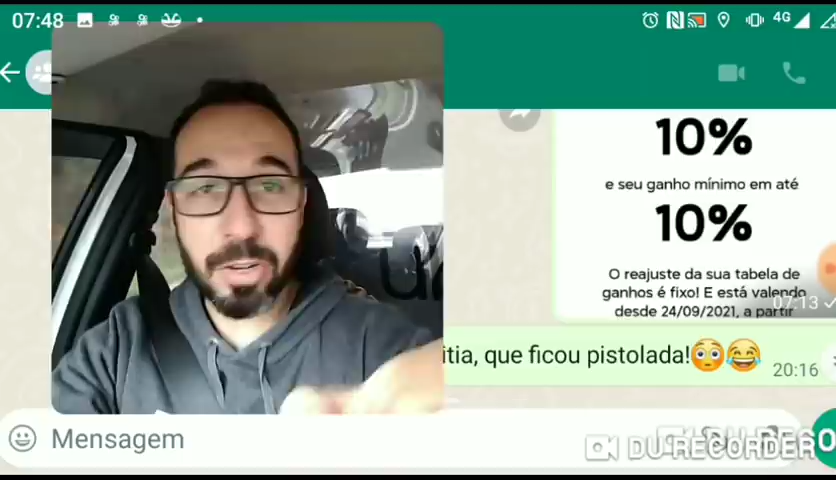 07:48
4G
10%
e seu ganho mínimo em até
10%
O reajuste da sua tabela de
ganhos é fixo! E está valendo
desde 24/09/2021, a partir
07:13
que ficou pistolada!😳😂
20:16
Mensagem
DU RECORDER